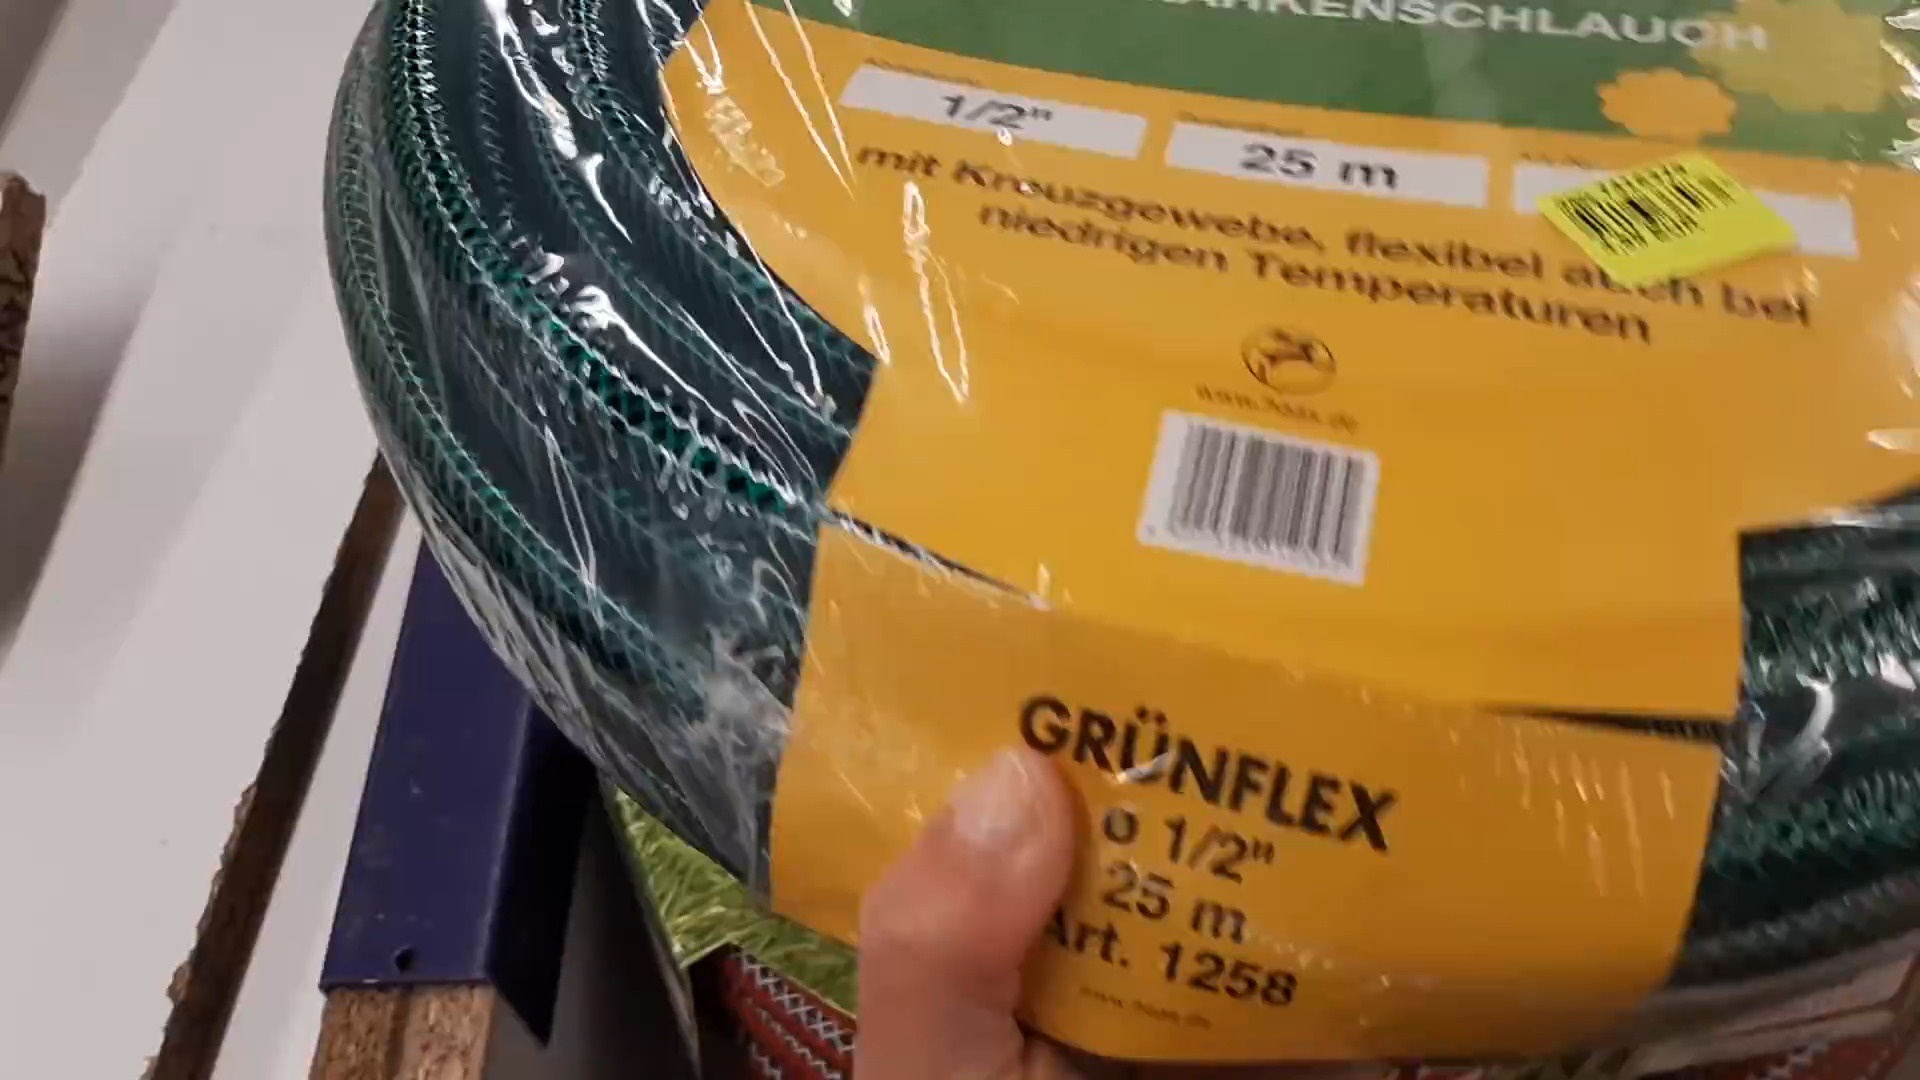 1/2"
25 m
mit Kreuzgewebe, flexibel auch bei
niedrigen Temperaturen
GRÜNFLEX
ø 1/2"
25 m
Art. 1258